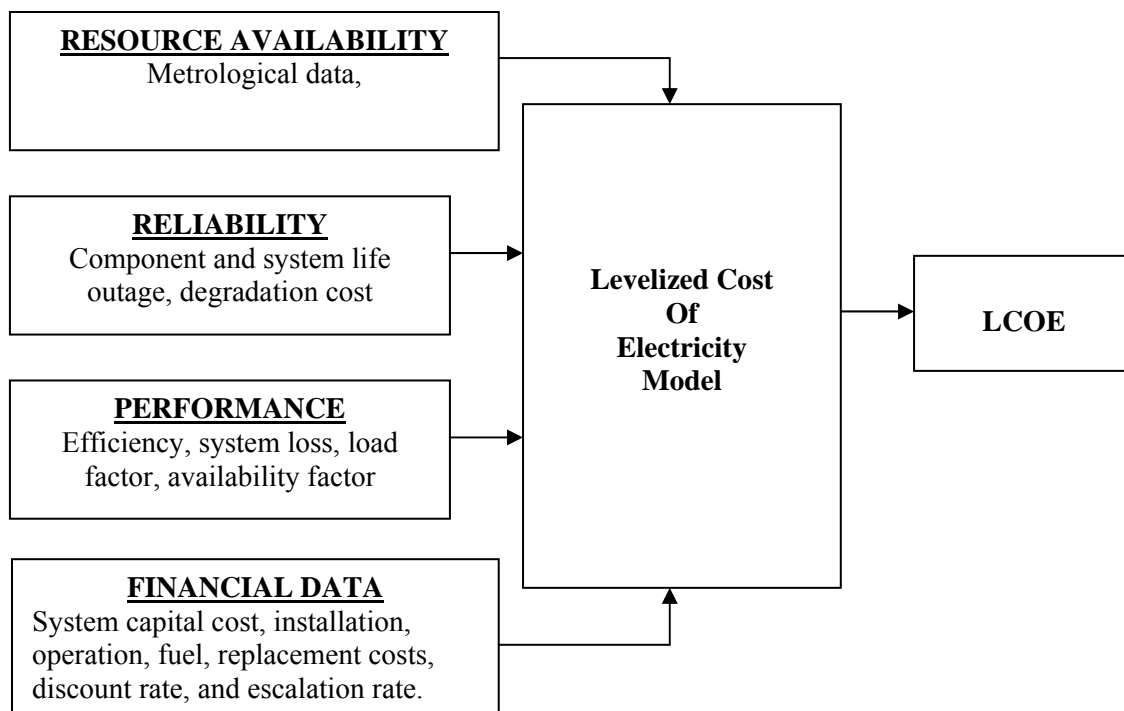 RESOURCE AVAILABILITY
Metrological data,
RELIABILITY
Component and system life
outage, degradation cost
PERFORMANCE
Efficiency, system loss, load
factor, availability factor
FINANCIAL DATA
System capital cost, installation,
operation, fuel, replacement costs,
discount rate, and escalation rate.
Levelized Cost
Of
Electricity
Model
LCOE